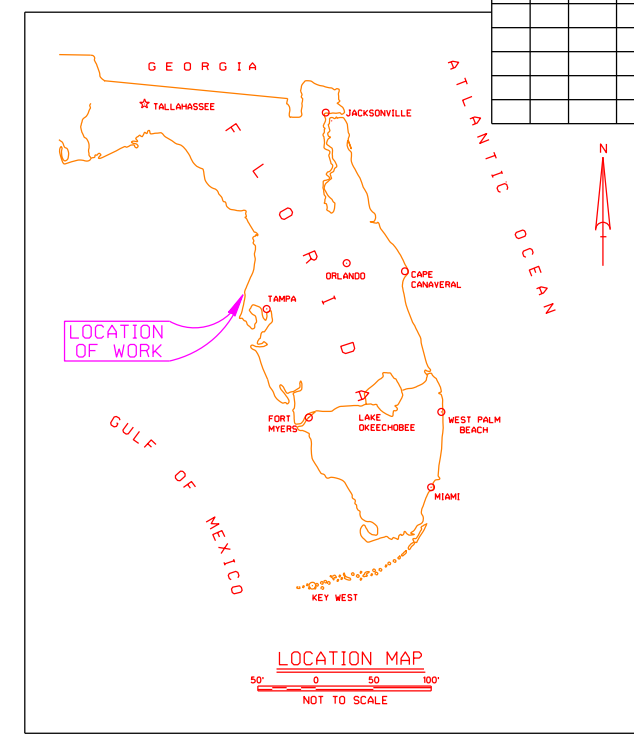 GEORGIA
ATLANTIC OCEAN
TALLAHASSEE
JACKSONVILLE
FLORIDA
N
ORLANDO
CAPE
CANAVERAL
TAMPA
LOCATION
OF WORK
FORT
MYERS
LAKE
OKEECHOBEE
WEST PALM
BEACH
GULF OF MEXICO
MIAMI
KEY WEST
LOCATION MAP
50' 0 50 100'
NOT TO SCALE